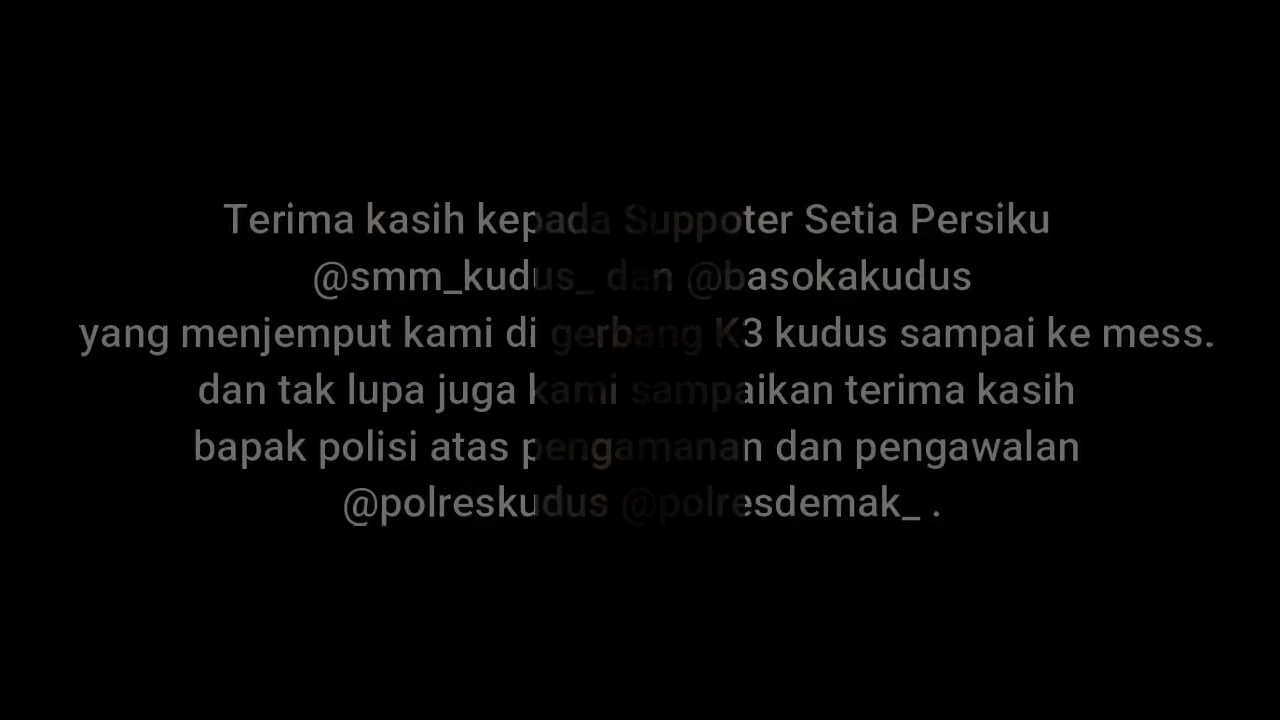 Terima kasih kepada Suppoter Setia Persiku
@smm_kudus_ dan @basokakudus
yang menjemput kami di gerbang K3 kudus sampai ke mess.
dan tak lupa juga kami sampaikan terima kasih
bapak polisi atas pengamanan dan pengawalan
@polreskudus @polresdemak_ .